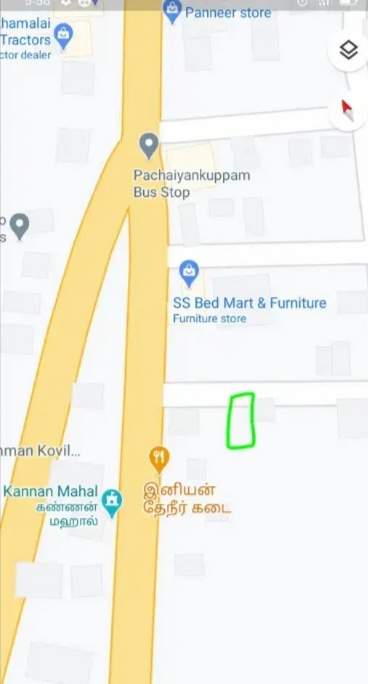 Panneer store
hamalai
Tractors
ctor dealer
Pachaiyankuppam
Bus Stop
o
s
SS Bed Mart & Furniture
Furniture store
man Kovil...
Kannan Mahal
கண்ணன்
மஹால்
இனியன்
தேநீர் கடை